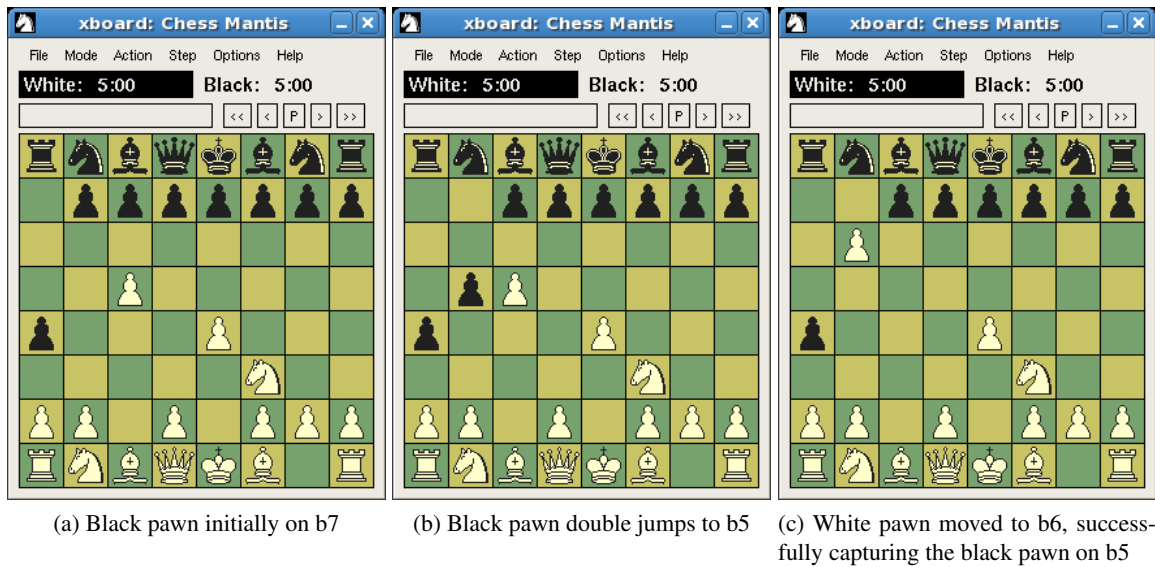 xboard: Chess Mantis
File Mode Action Step Options Help
White: 5:00 Black: 5:00
<< < P > >>
(a) Black pawn initially on b7
xboard: Chess Mantis
File Mode Action Step Options Help
White: 5:00 Black: 5:00
<< < P > >>
(b) Black pawn double jumps to b5
xboard: Chess Mantis
File Mode Action Step Options Help
White: 5:00 Black: 5:00
<< < P > >>
(c) White pawn moved to b6, success-
fully capturing the black pawn on b5